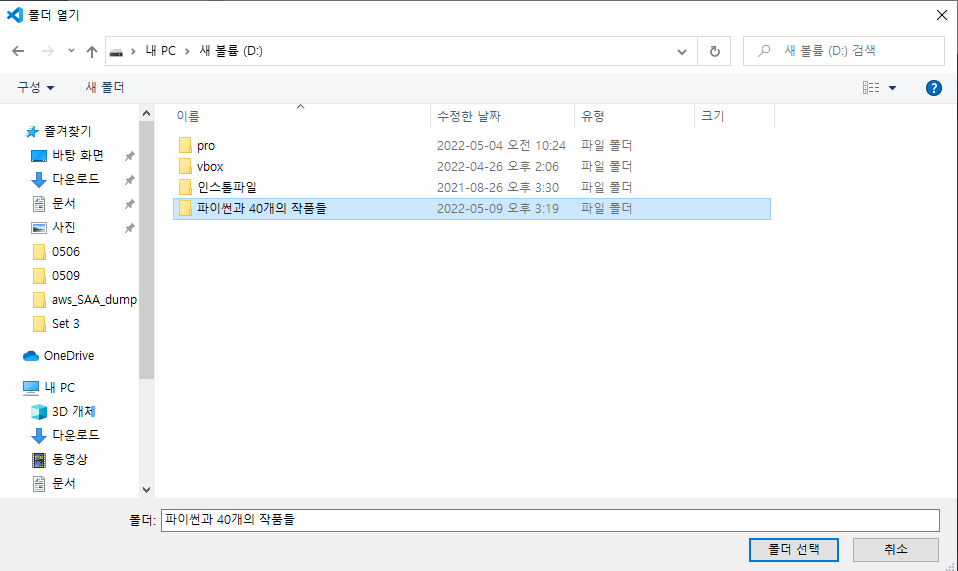 폴더 열기
내 PC > 새 볼륨 (D:)
새 볼륨 (D:) 검색
구성
새 폴더
이름 수정한 날짜 유형 크기
즐겨찾기
바탕 화면
다운로드
문서
사진
0506
0509
aws_SAA_dump
Set 3
OneDrive
내 PC
3D 개체
다운로드
동영상
문서
pro 2022-05-04 오전 10:24 파일 폴더
vbox 2022-04-26 오후 2:06 파일 폴더
인스톨파일 2021-08-26 오후 3:30 파일 폴더
파이썬과 40개의 작품들 2022-05-09 오후 3:19 파일 폴더
폴더: 파이썬과 40개의 작품들
폴더 선택 취소